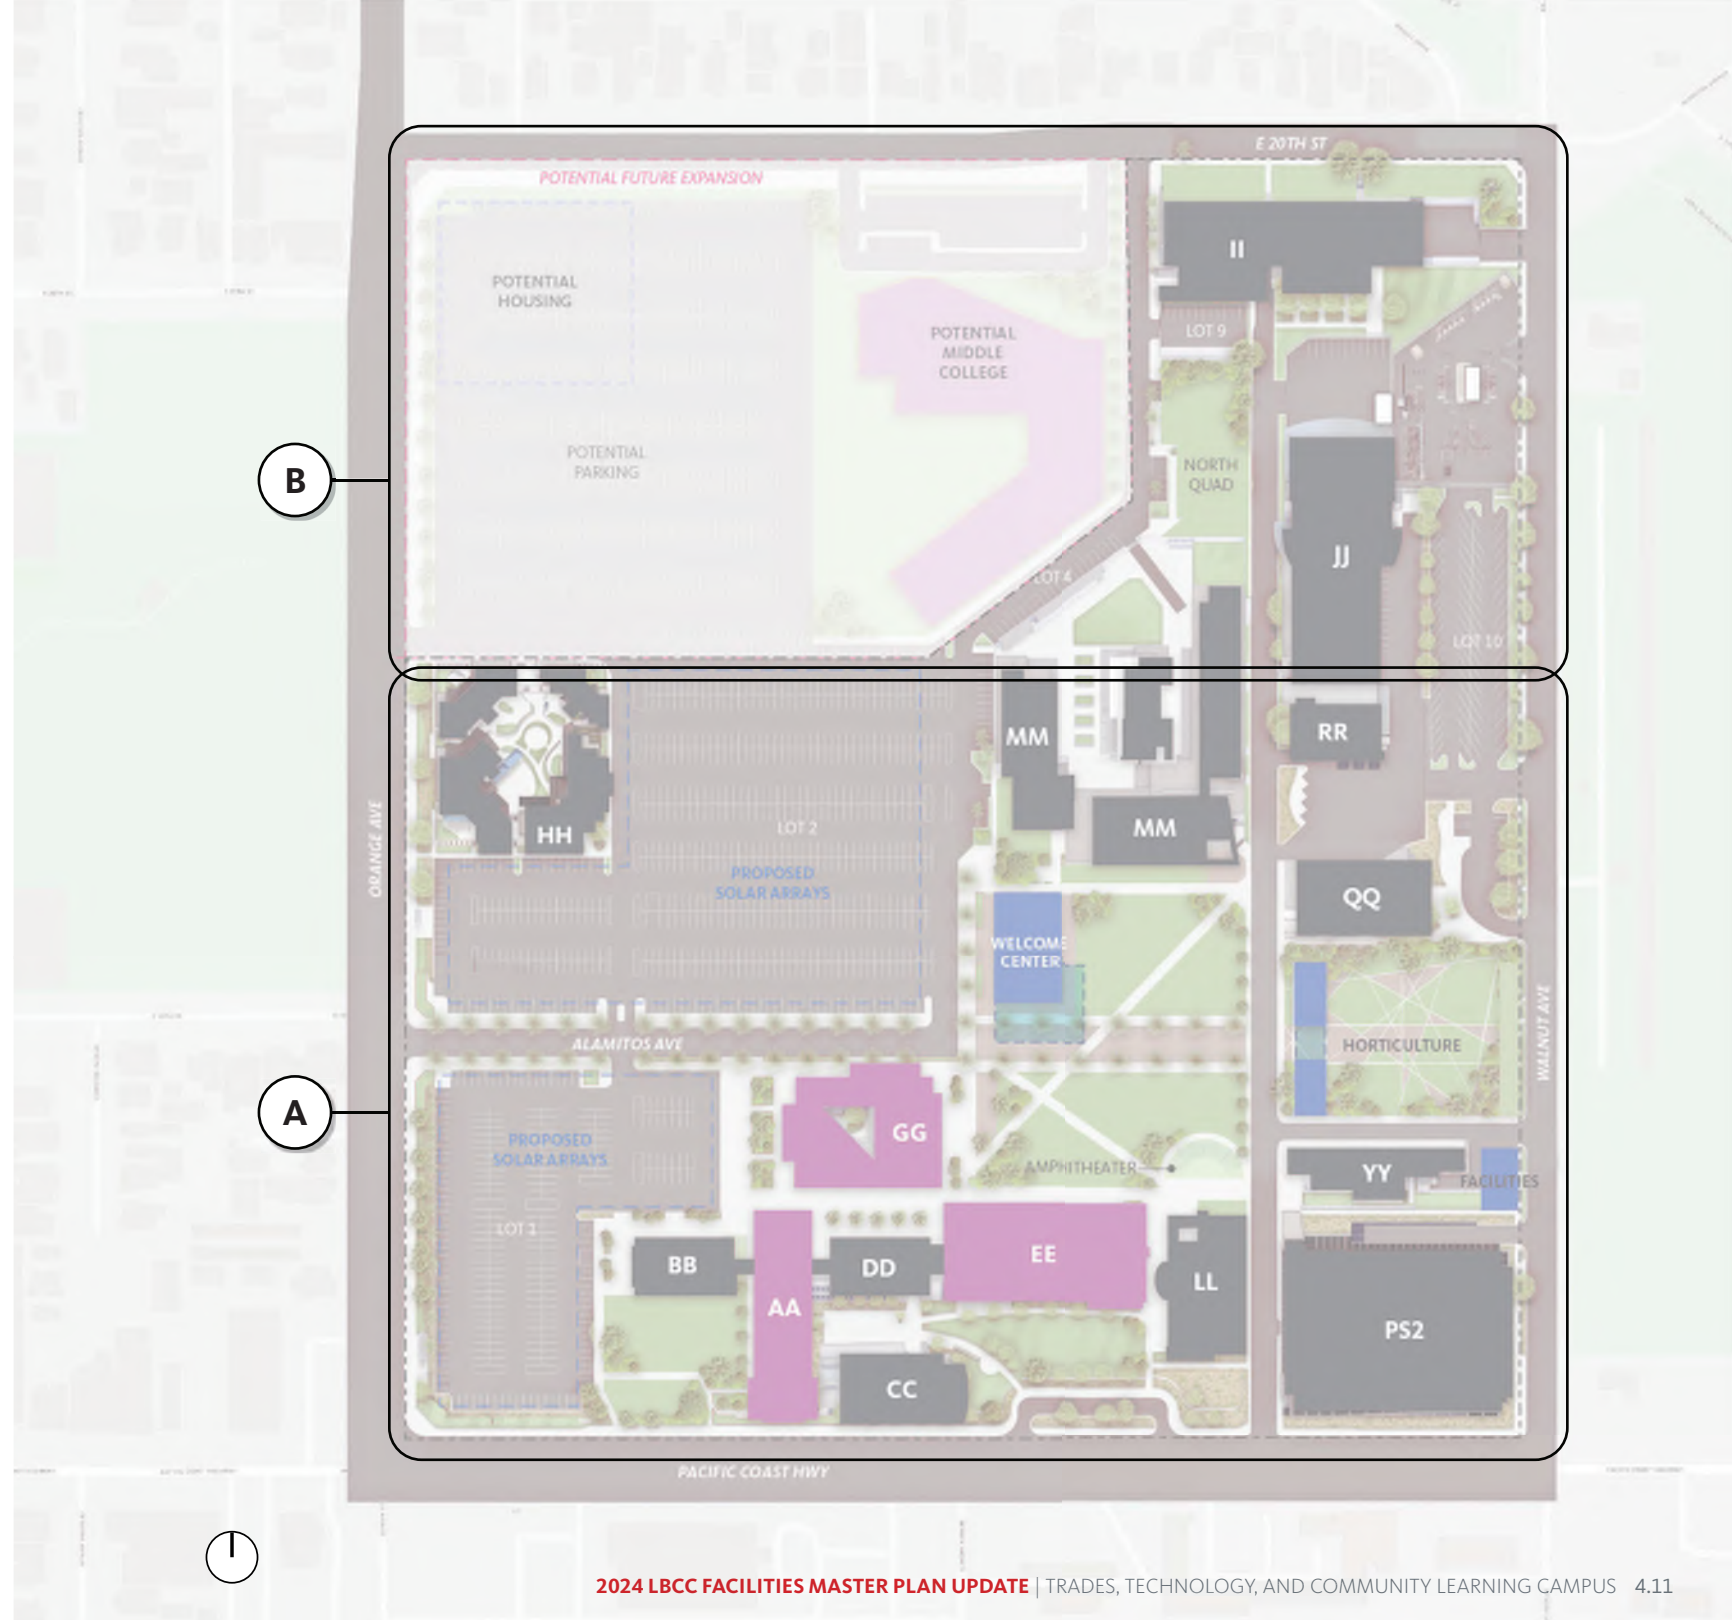 E 20TH ST
POTENTIAL FUTURE EXPANSION
II
POTENTIAL
HOUSING
LOT 9
POTENTIAL
MIDDLE
COLLEGE
POTENTIAL
PARKING
NORTH
QUAD
B
JJ
LOT 4
LOT 10
MM
RR
HH
LOT 2
MM
ORANGE AVE
PROPOSED
SOLAR ARRAYS
QQ
WELCOME
CENTER
ALAMITOS AVE
HORTICULTURE
WALNUT AVE
A
GG
PROPOSED
SOLAR ARRAYS
AMPHITHEATER
YY
FACILITIES
LOT 1
BB
DD
EE
LL
AA
PS2
CC
PACIFIC COAST HWY
2024 LBCC FACILITIES MASTER PLAN UPDATE | TRADES, TECHNOLOGY, AND COMMUNITY LEARNING CAMPUS 4.11